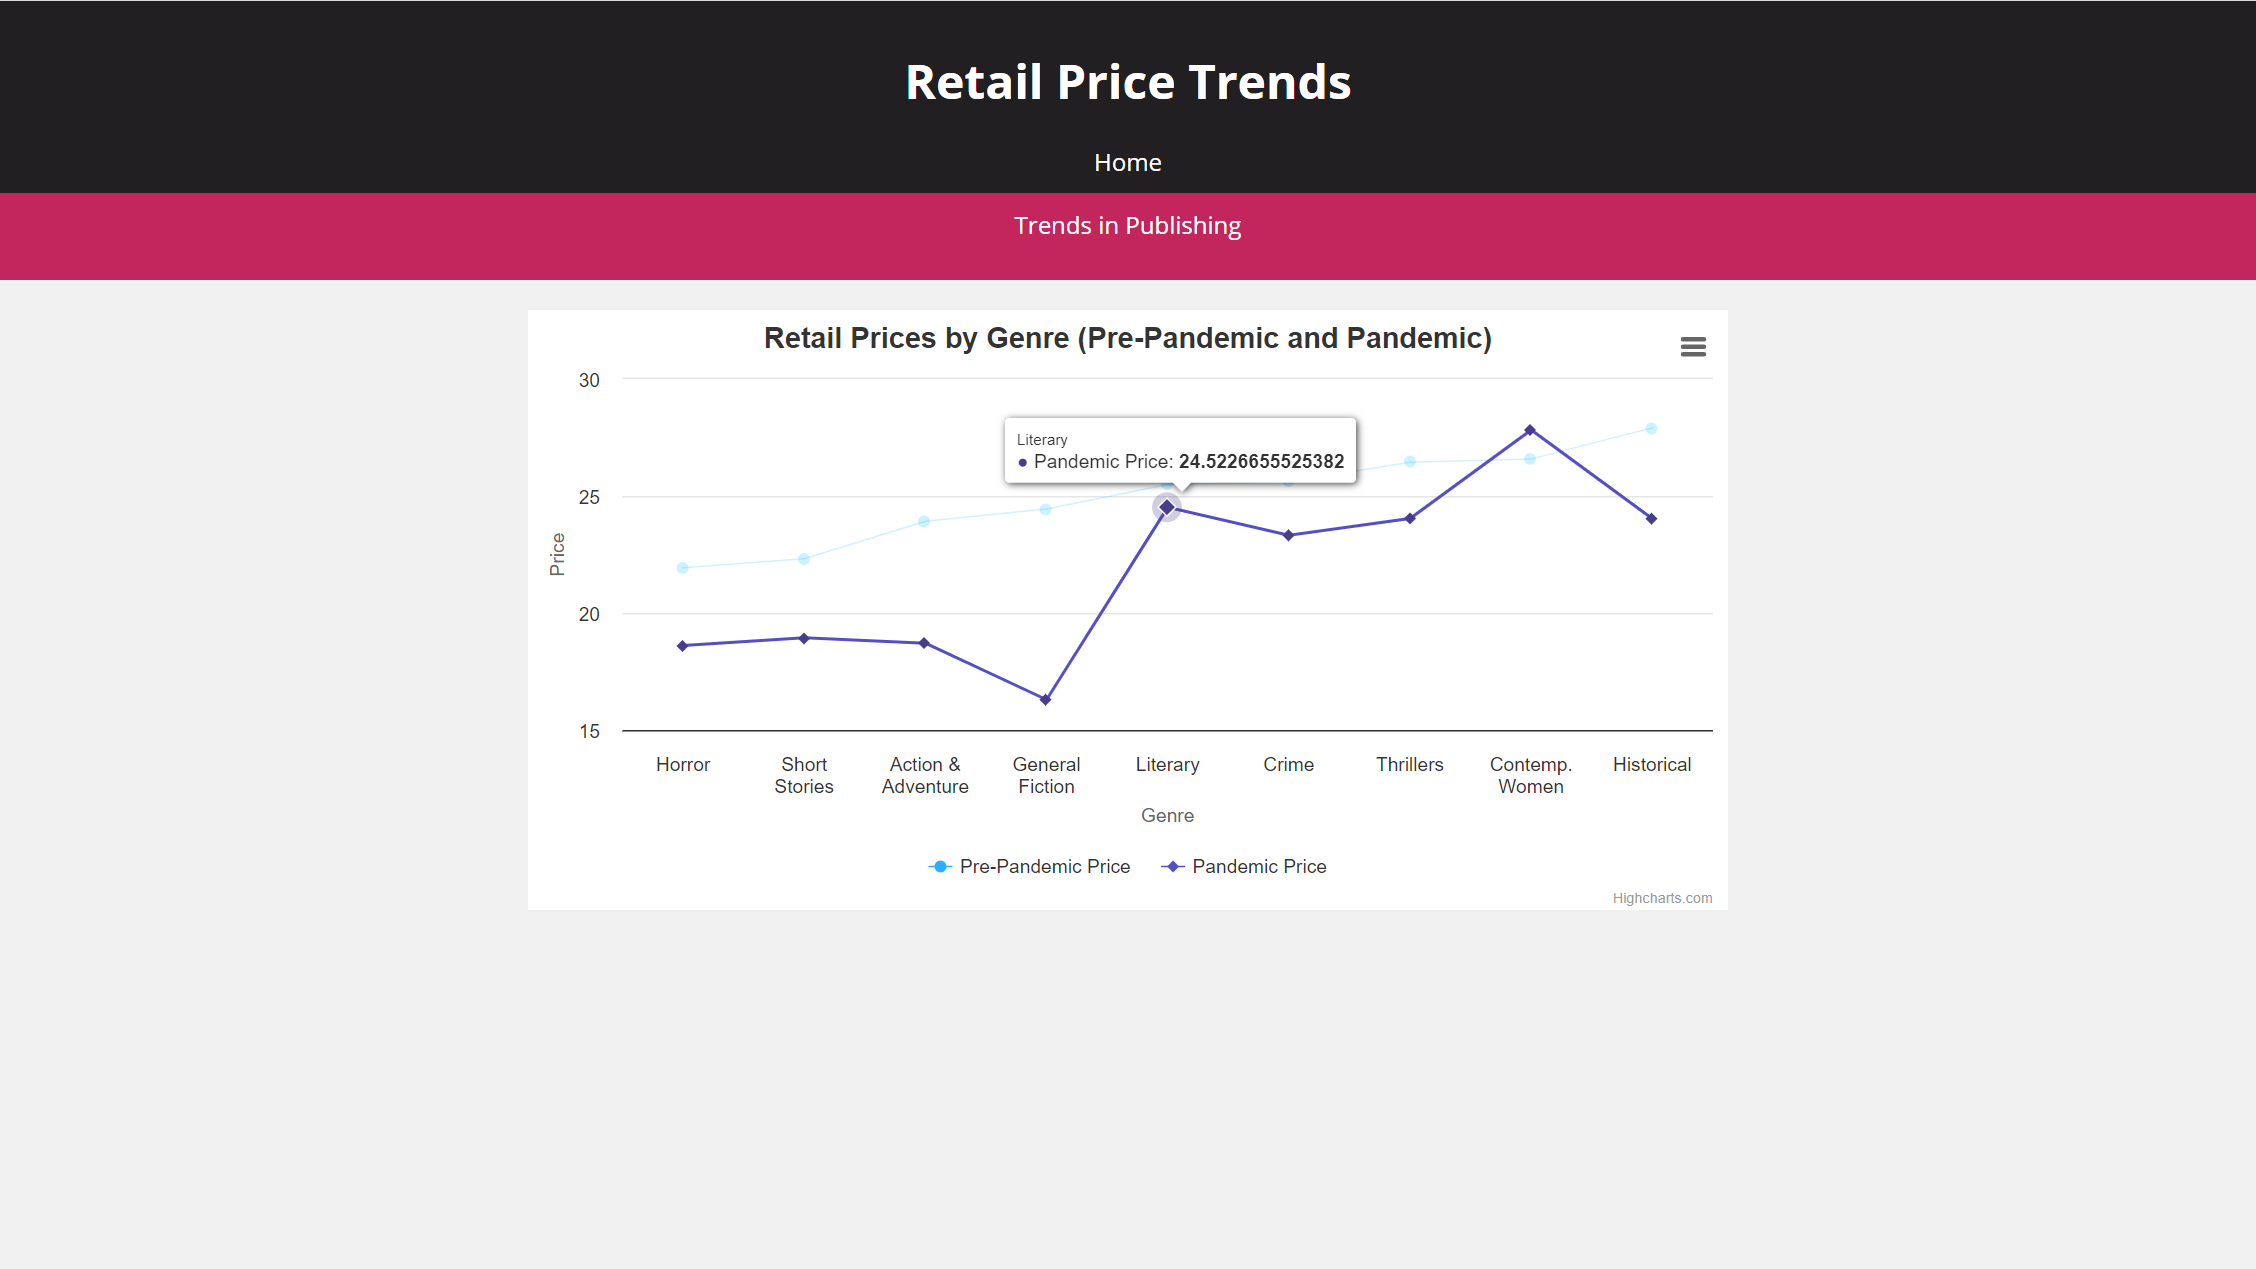 Retail Price Trends
Home
Trends in Publishing
Retail Prices by Genre (Pre-Pandemic and Pandemic)
30
25
20
15
Price
Literary
Pandemic Price: 24.5226655525382
Horror
Short
Stories
Action &
Adventure
General
Fiction
Literary
Crime
Thrillers
Contemp.
Women
Historical
Genre
Pre-Pandemic Price
Pandemic Price
Highcharts.com